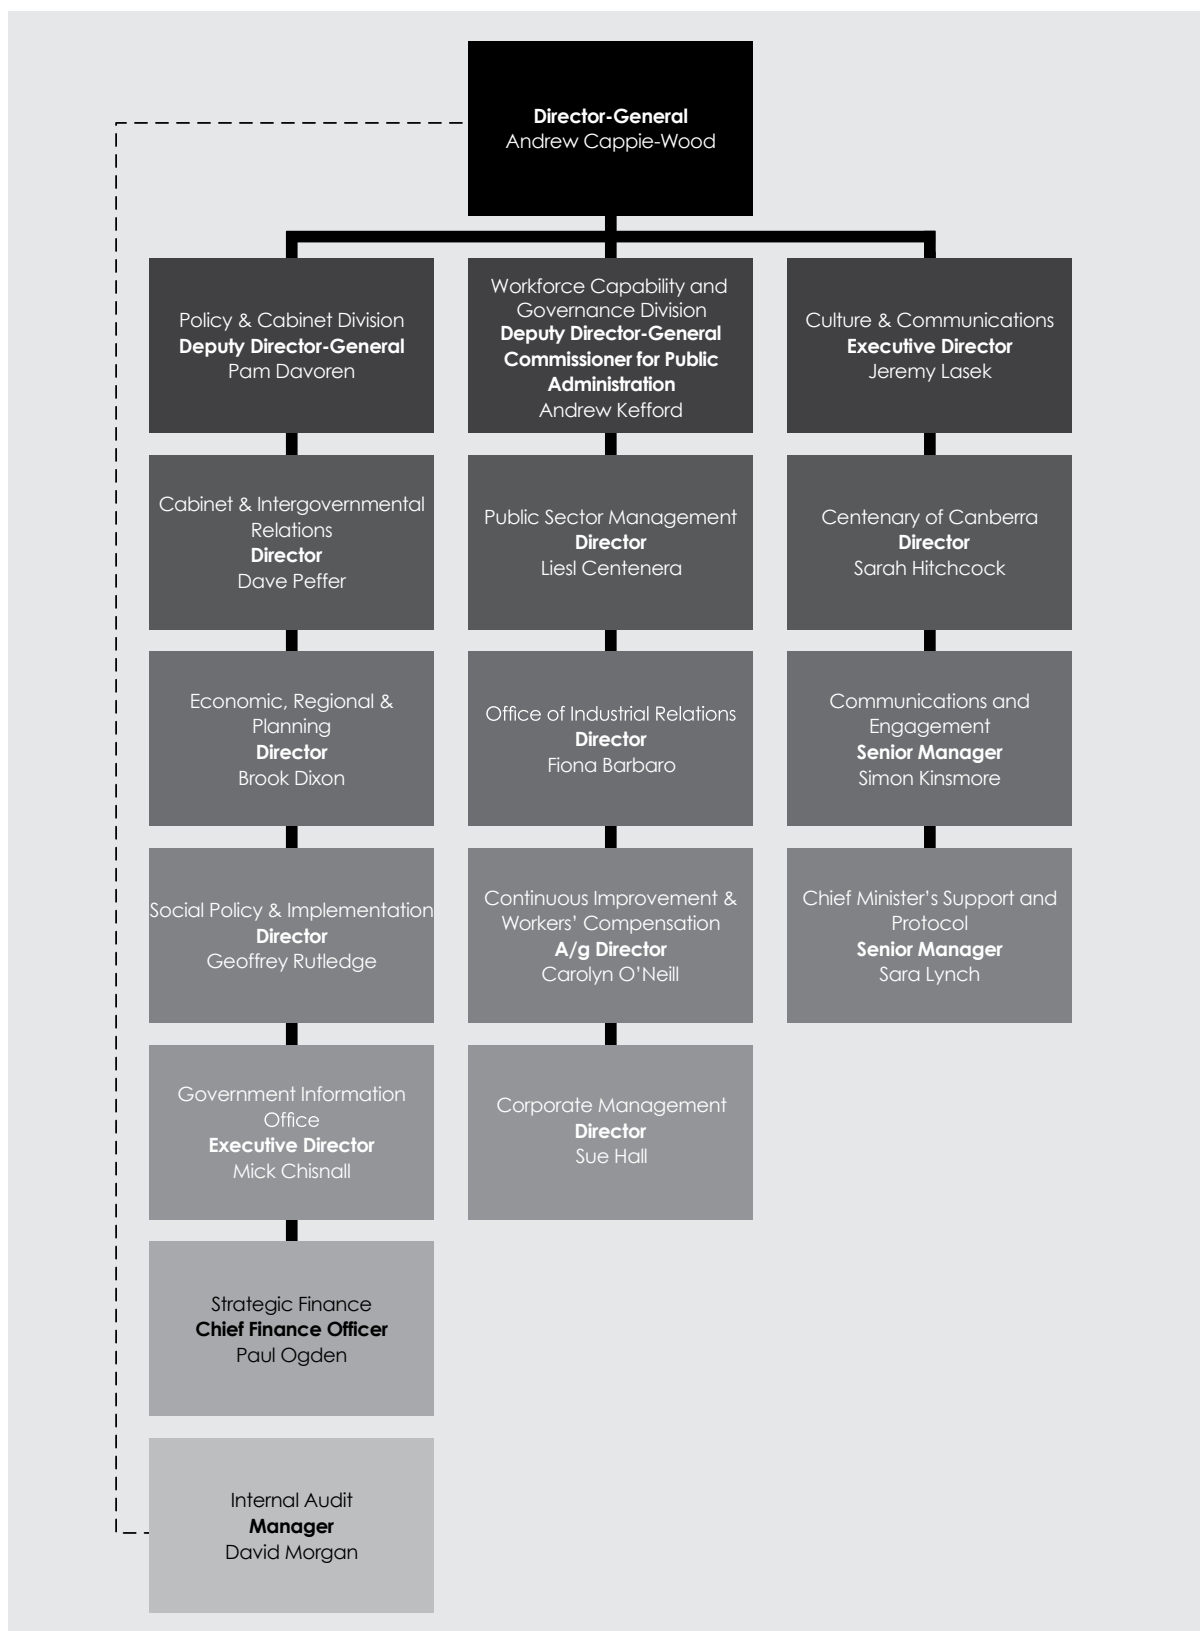 Director-General
Andrew Cappie-Wood
Policy & Cabinet Division
Deputy Director-General
Pam Davoren
Workforce Capability and
Governance Division
Deputy Director-General
Commissioner for Public
Administration
Andrew Kefford
Culture & Communications
Executive Director
Jeremy Lasek
Cabinet & Intergovernmental
Relations
Director
Dave Peffer
Public Sector Management
Director
Liesl Centenera
Centenary of Canberra
Director
Sarah Hitchcock
Economic, Regional &
Planning
Director
Brook Dixon
Office of Industrial Relations
Director
Fiona Barbaro
Communications and
Engagement
Senior Manager
Simon Kinsmore
Social Policy & Implementation
Director
Geoffrey Rutledge
Continuous Improvement &
Workers’ Compensation
A/g Director
Carolyn O’Neill
Chief Minister’s Support and
Protocol
Senior Manager
Sara Lynch
Government Information
Office
Executive Director
Mick Chisnall
Corporate Management
Director
Sue Hall
Strategic Finance
Chief Finance Officer
Paul Ogden
Internal Audit
Manager
David Morgan